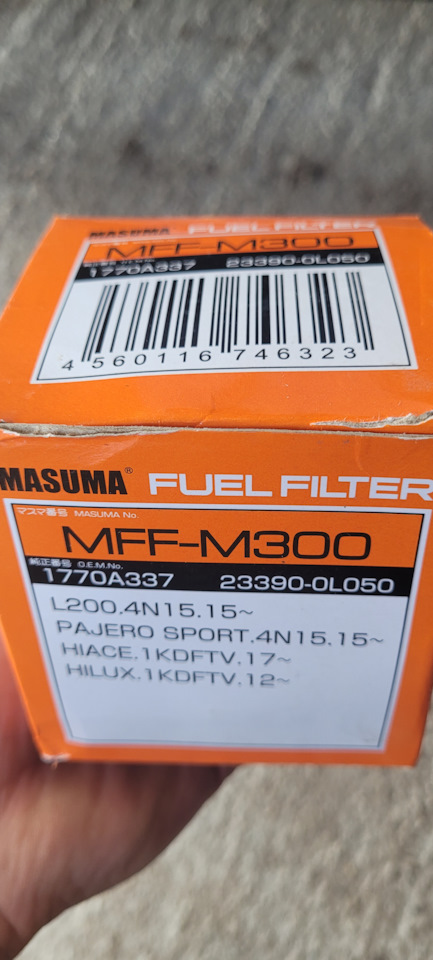 MASUMA FUEL FILTER
MFF-M300
1770A337 23390-0L050
4 560116 746323
MASUMA® FUEL FILTER
マスマ番号 MASUMA No.
MFF-M300
純正番号 O.E.M.No.
1770A337 23390-0L050
L200.4N15.15~
PAJERO SPORT.4N15.15~
HIACE.1KDFTV.17~
HILUX.1KDFTV.12~